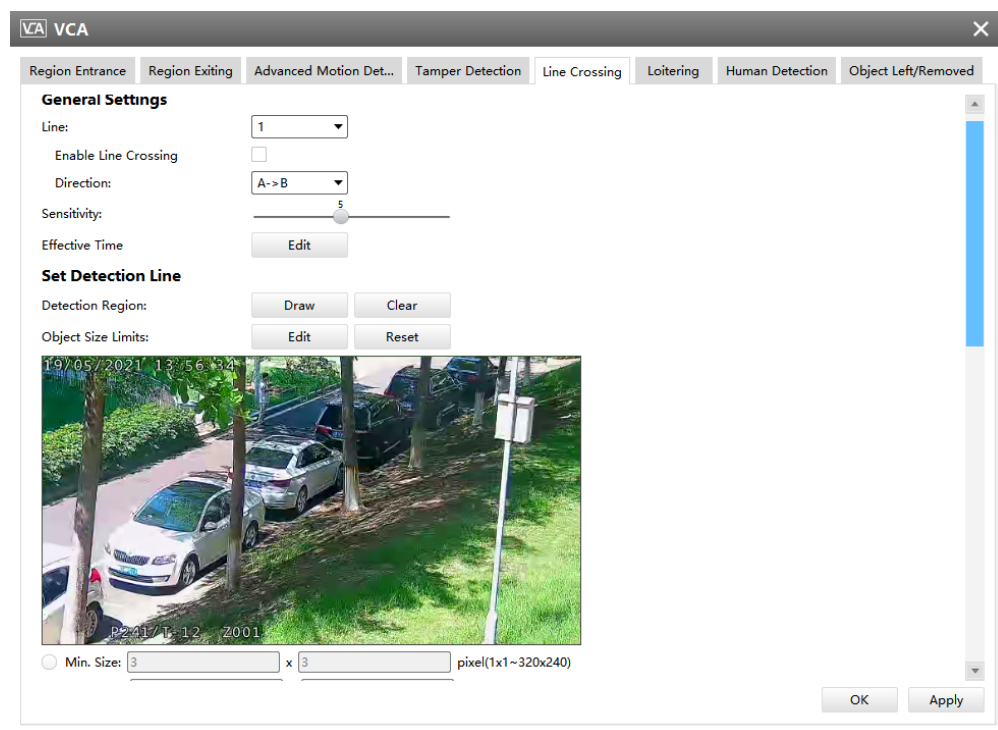 VCA VCA
Region Entrance Region Exiting Advanced Motion Det... Tamper Detection Line Crossing Loitering Human Detection Object Left/Removed
General Settings
Line: 1
Enable Line Crossing
Direction: A->B
5
Sensitivity:
Effective Time Edit
Set Detection Line
Detection Region: Draw Clear
Object Size Limits: Edit Reset
19/05/2021 13:56:34
P241/T-12 Z001
Min. Size: 3 x 3 pixel(1x1~320x240)
OK Apply